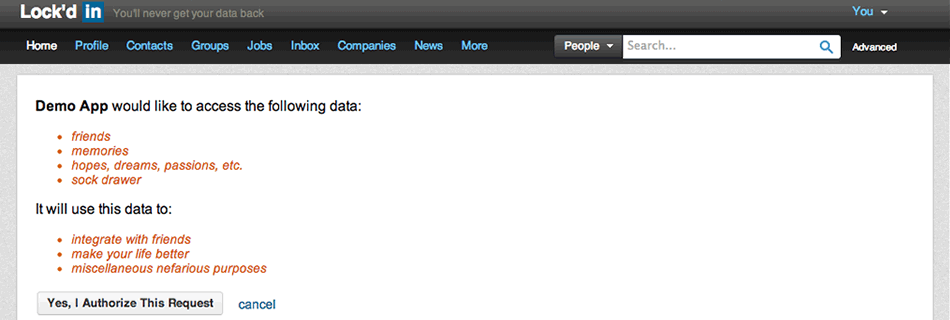 Lock'd in You'll never get your data back You
Home Profile Contacts Groups Jobs Inbox Companies News More People Search... Advanced
Demo App would like to access the following data:
• friends
• memories
• hopes, dreams, passions, etc.
• sock drawer
It will use this data to:
• integrate with friends
• make your life better
• miscellaneous nefarious purposes
Yes, I Authorize This Request cancel